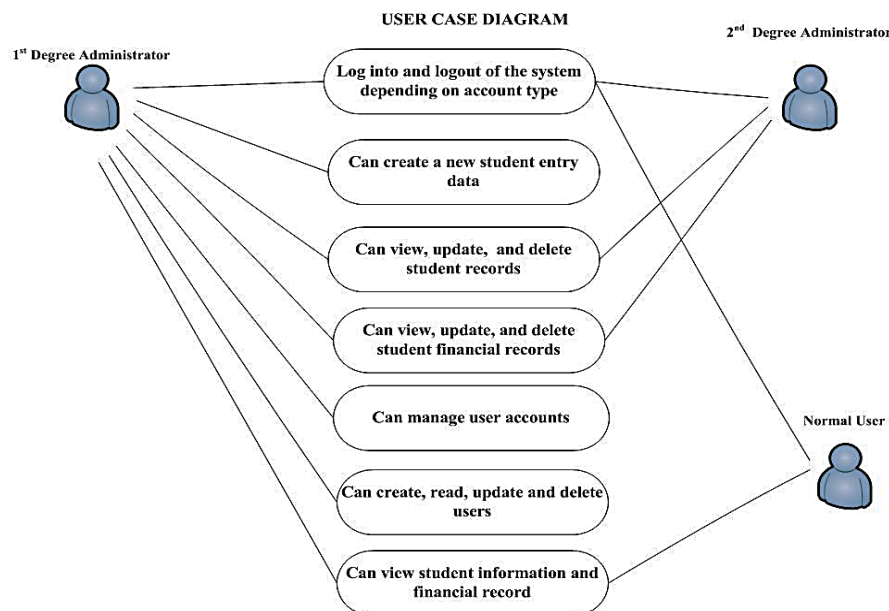 USER CASE DIAGRAM
1st Degree Administrator
2nd Degree Administrator
Log into and logout of the system
depending on account type
Can create a new student entry
data
Can view, update, and delete
student records
Can view, update, and delete
student financial records
Can manage user accounts
Normal User
Can create, read, update and delete
users
Can view student information and
financial record